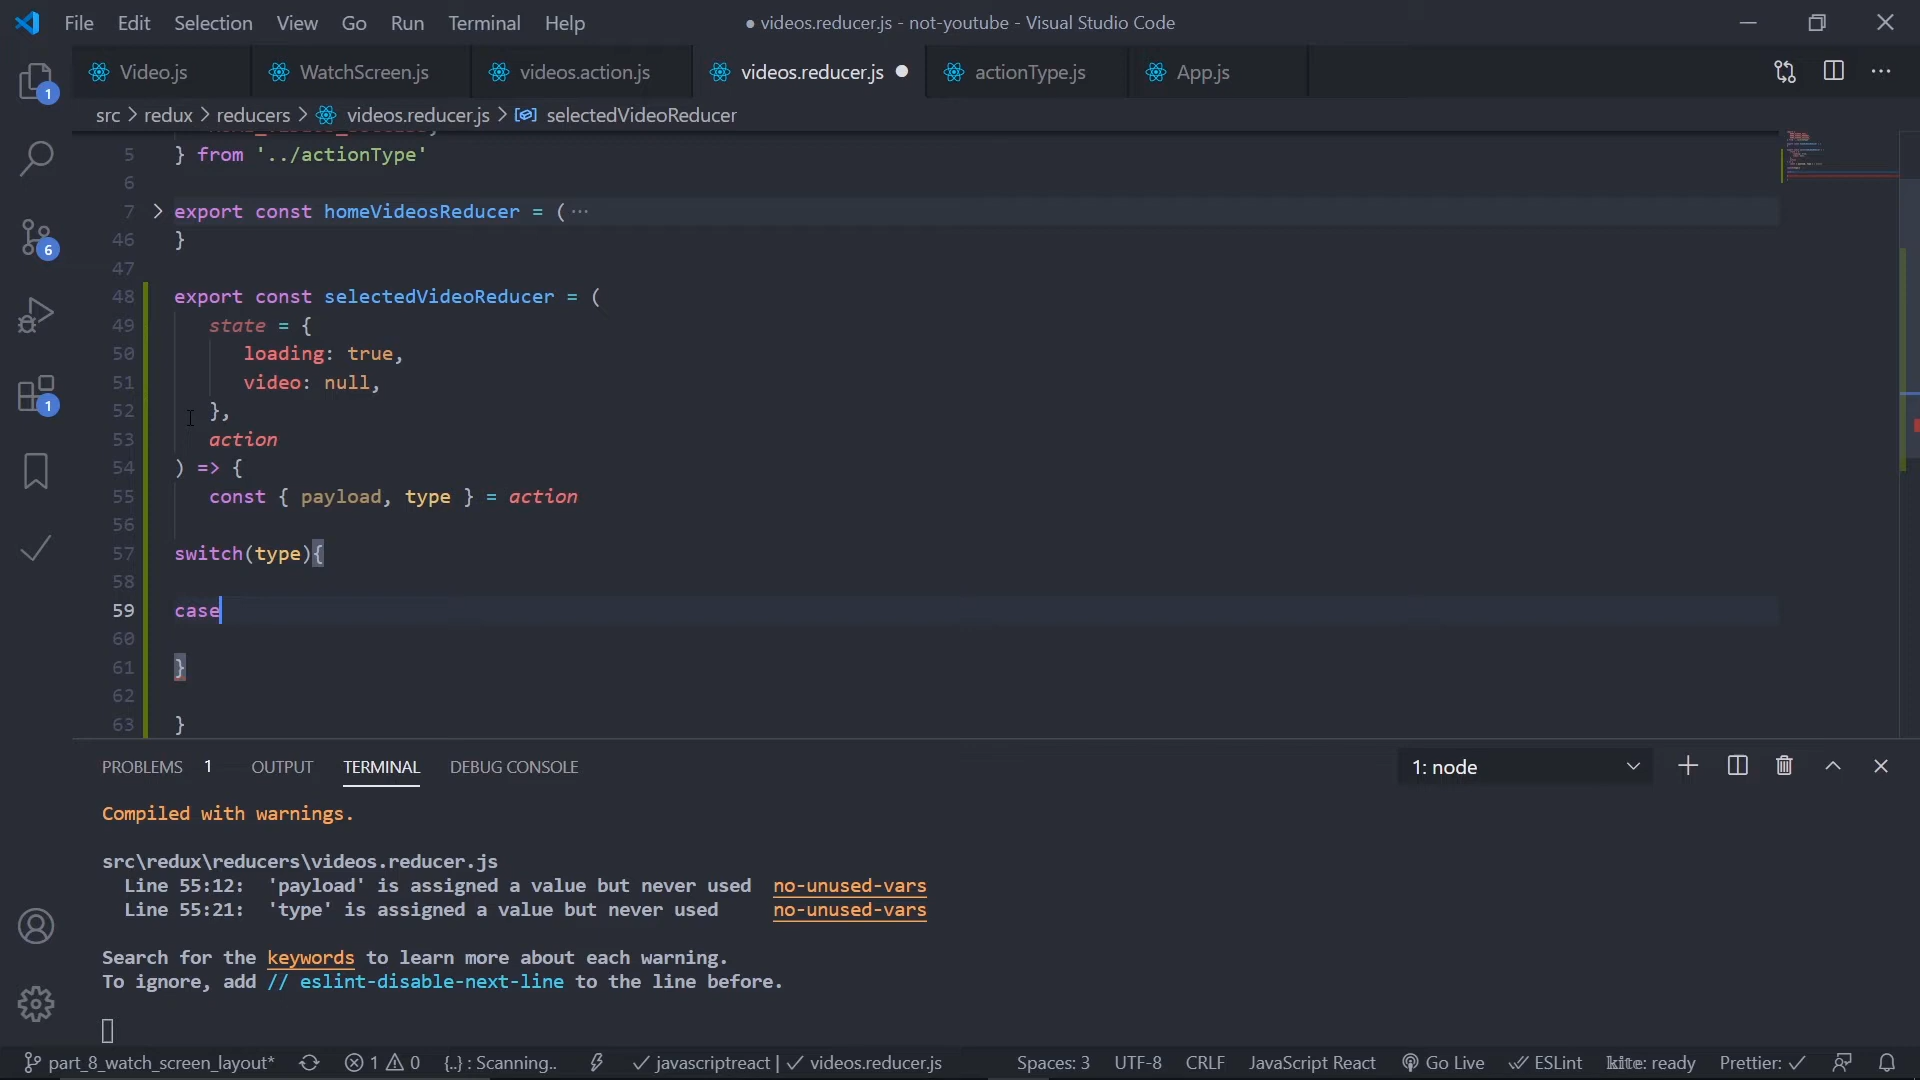 File Edit Selection View Go Run Terminal Help
● videos.reducer.js - not-youtube - Visual Studio Code
Video.js WatchScreen.js videos.action.js videos.reducer.js actionType.js App.js
src > redux > reducers > videos.reducer.js > selectedVideoReducer
5 } from '../actionType'
6
7 export const homeVideosReducer = (···
46 }
47
48 export const selectedVideoReducer = (
49 state = {
50 loading: true,
51 video: null,
52 },
53 action
54 ) => {
55 const { payload, type } = action
56
57 switch(type){
58
59 case
60
61 }
62
63 }
1
6
1
PROBLEMS 1 OUTPUT TERMINAL DEBUG CONSOLE 1: node
Compiled with warnings.
src\redux\reducers\videos.reducer.js
Line 55:12: 'payload' is assigned a value but never used no-unused-vars
Line 55:21: 'type' is assigned a value but never used no-unused-vars
Search for the keywords to learn more about each warning.
To ignore, add // eslint-disable-next-line to the line before.
part_8_watch_screen_layout* 1 0 {..} : Scanning.. javascriptreact | videos.reducer.js Spaces: 3 UTF-8 CRLF JavaScript React Go Live ESLint kite: ready Prettier: